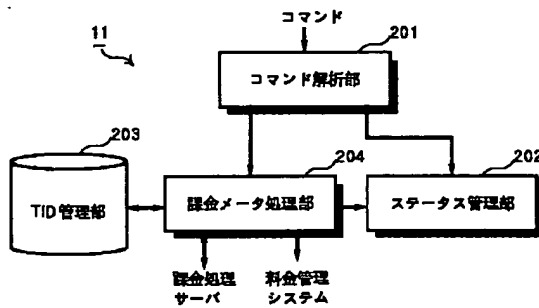 コマンド
11
201
コマンド解析部
203
204
202
TID管理部
課金メータ処理部
ステータス管理部
課金処理
サーバ
料金管理
システム